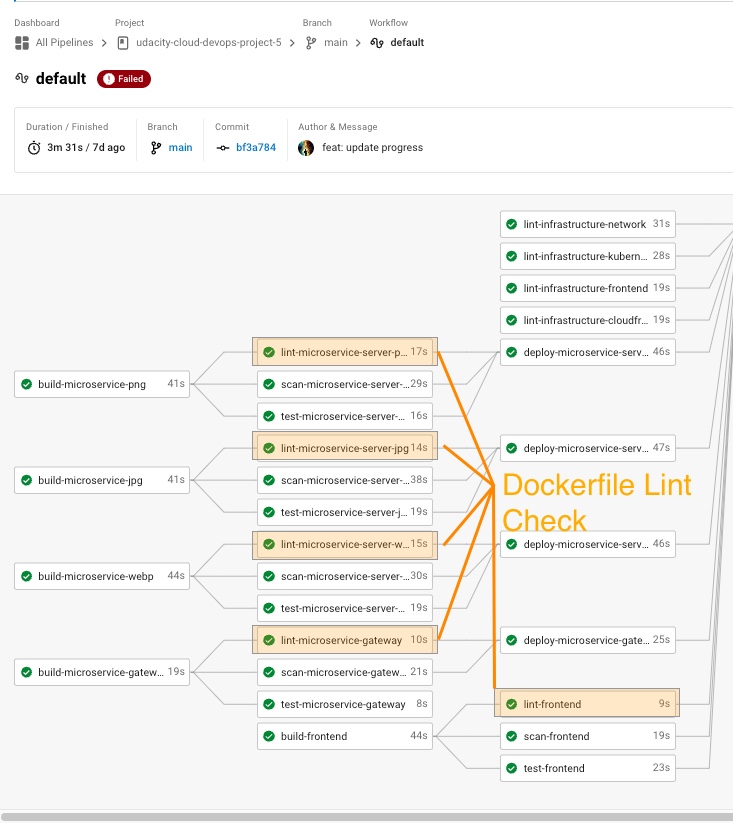 Dashboard Project Branch Workflow
All Pipelines udacity-cloud-devops-project-5 main default
default Failed
Duration / Finished Branch Commit Author & Message
3m 31s / 7d ago main bf3a784 feat: update progress
lint-infrastructure-network 31s
lint-infrastructure-kubern... 28s
lint-infrastructure-frontend 19s
lint-infrastructure-cloudfr... 19s
lint-microservice-server-p... 17s deploy-microservice-serv... 46s
build-microservice-png 41s scan-microservice-server-... 29s
test-microservice-server-... 16s
lint-microservice-server-jpg 14s deploy-microservice-serv... 47s
build-microservice-jpg 41s scan-microservice-server-... 38s
Dockerfile Lint
test-microservice-server-j... 19s
Check
lint-microservice-server-w... 15s deploy-microservice-serv... 46s
build-microservice-webp 44s scan-microservice-server-... 30s
test-microservice-server-... 19s
lint-microservice-gateway 10s deploy-microservice-gate... 25s
build-microservice-gatew... 19s scan-microservice-gatew... 21s
test-microservice-gateway 8s lint-frontend 9s
build-frontend 44s scan-frontend 19s
test-frontend 23s